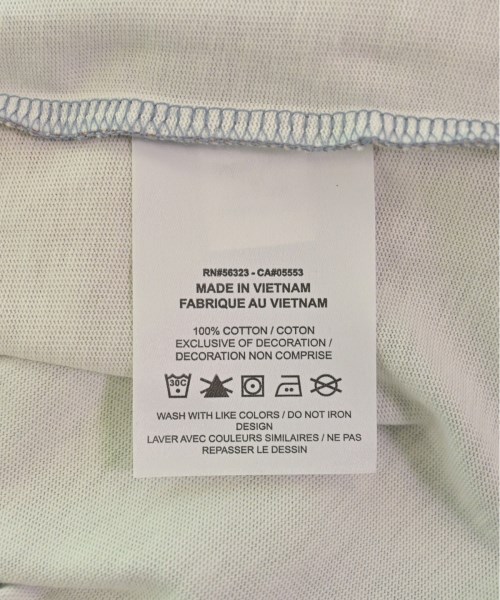 RN#56323 - CA#05553
MADE IN VIETNAM
FABRIQUE AU VIETNAM
100% COTTON / COTON
EXCLUSIVE OF DECORATION /
DECORATION NON COMPRISE
30C
WASH WITH LIKE COLORS / DO NOT IRON
DESIGN
LAVER AVEC COULEURS SIMILAIRES / NE PAS
REPASSER LE DESSIN